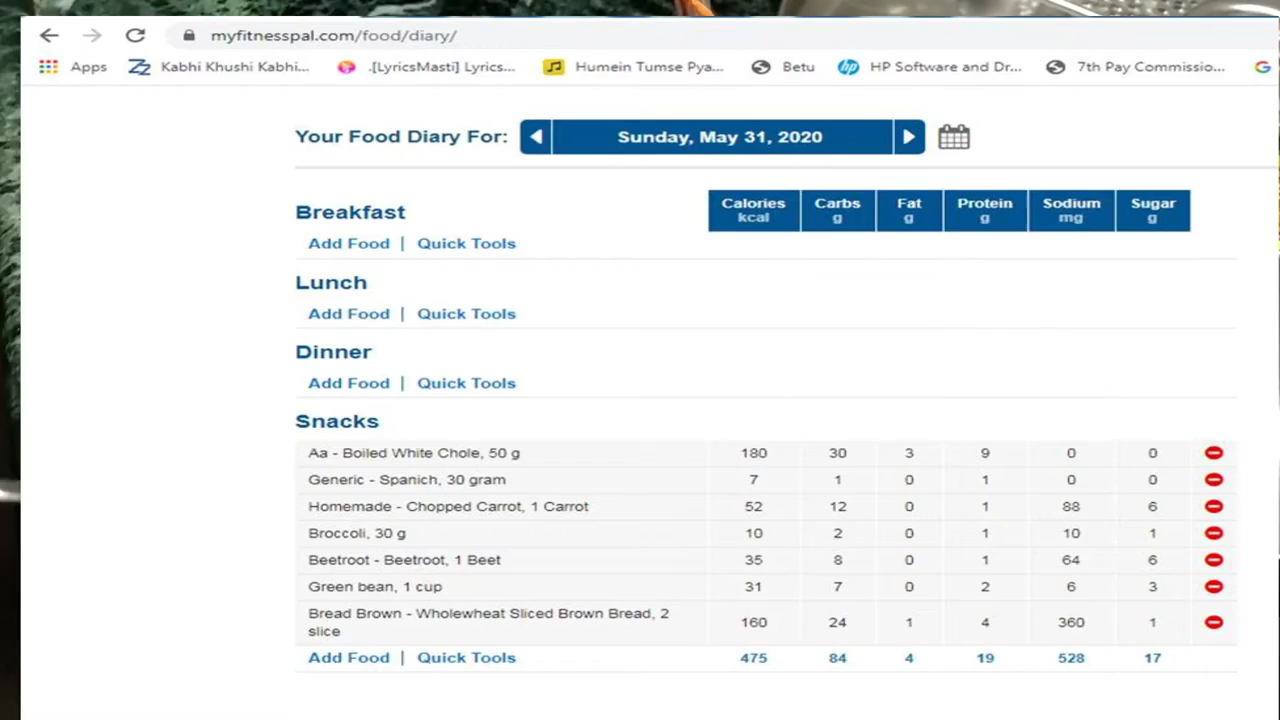 myfitnesspal.com/food/diary/
Apps Kabhi Khushi Kabhi... .[LyricsMasti] Lyrics... Humein Tumse Pya... Betu HP Software and Dr... 7th Pay Commissio...
Your Food Diary For: Sunday, May 31, 2020
Breakfast Calories kcal Carbs g Fat g Protein g Sodium mg Sugar g
Add Food | Quick Tools
Lunch
Add Food | Quick Tools
Dinner
Add Food | Quick Tools
Snacks
Aa - Boiled White Chole, 50 g 180 30 3 9 0 0
Generic - Spanich, 30 gram 7 1 0 1 0 0
Homemade - Chopped Carrot, 1 Carrot 52 12 0 1 88 6
Broccoli, 30 g 10 2 0 1 10 1
Beetroot - Beetroot, 1 Beet 35 8 0 1 64 6
Green bean, 1 cup 31 7 0 2 6 3
Bread Brown - Wholewheat Sliced Brown Bread, 2
slice 160 24 1 4 360 1
Add Food | Quick Tools 475 84 4 19 528 17